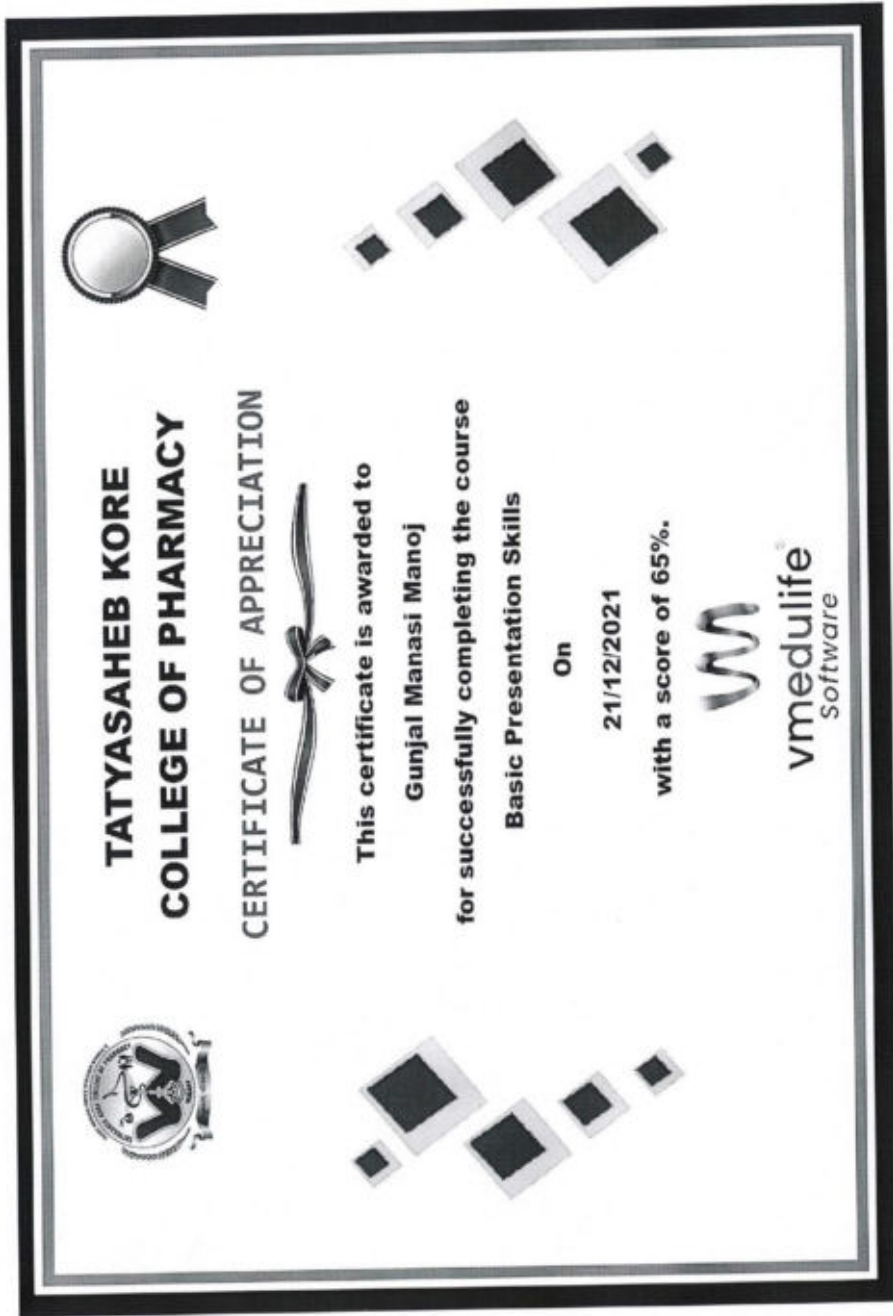 TATYASAHEB KORE
COLLEGE OF PHARMACY
CERTIFICATE OF APPRECIATION
This certificate is awarded to
Gunjal Manasi Manoj
for successfully completing the course
Basic Presentation Skills
On
21/12/2021
with a score of 65%.
vmedulife®
Software